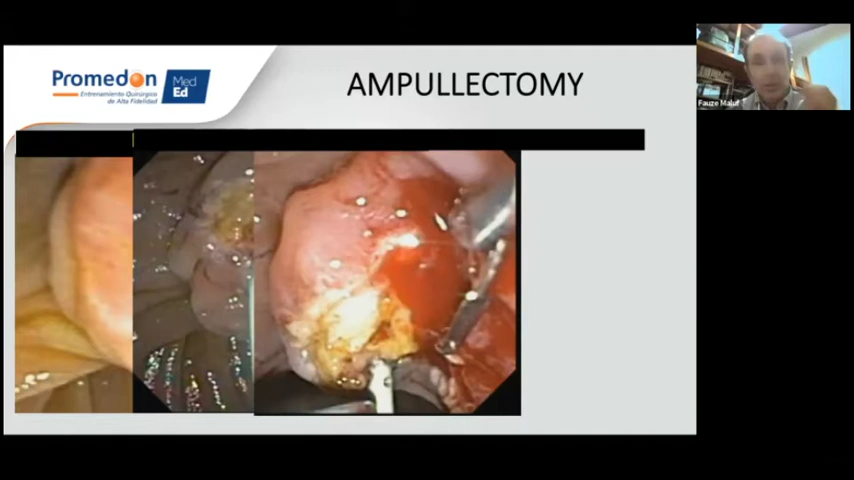 Promedon
Entrenamiento Quirúrgico
de Alta Fidelidad
Med
Ed
AMPULLECTOMY
Fauze Maluf